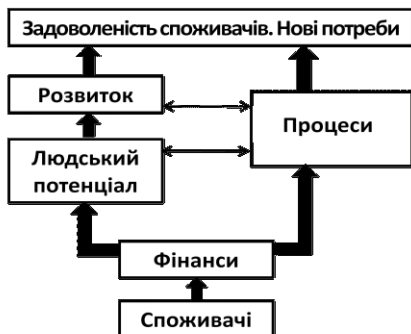 Задоволеність споживачів. Нові потреби
Розвиток
Процеси
Людський
потенціал
Фінанси
Споживачі